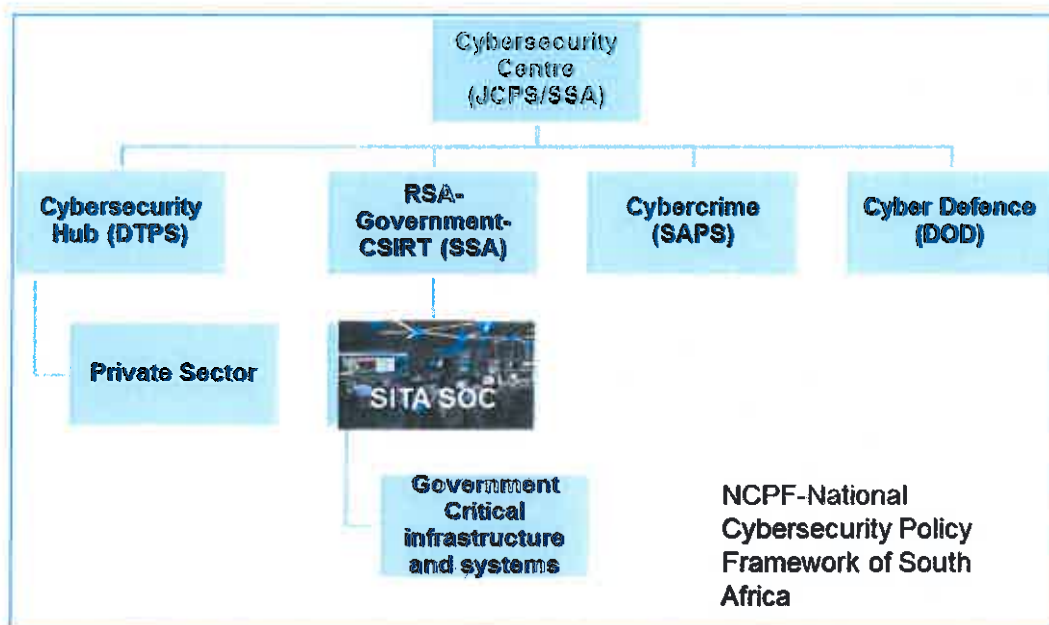 Cybersecurity
Centre
(JCPS/SSA)
Cybersecurity
Hub (DTPS)
RSA-
Government-
CSIRT (SSA)
Cybercrime
(SAPS)
Cyber Defence
(DOD)
Private Sector
SITA SOC
Government
Critical
infrastructure
and systems
NCPF-National
Cybersecurity Policy
Framework of South
Africa